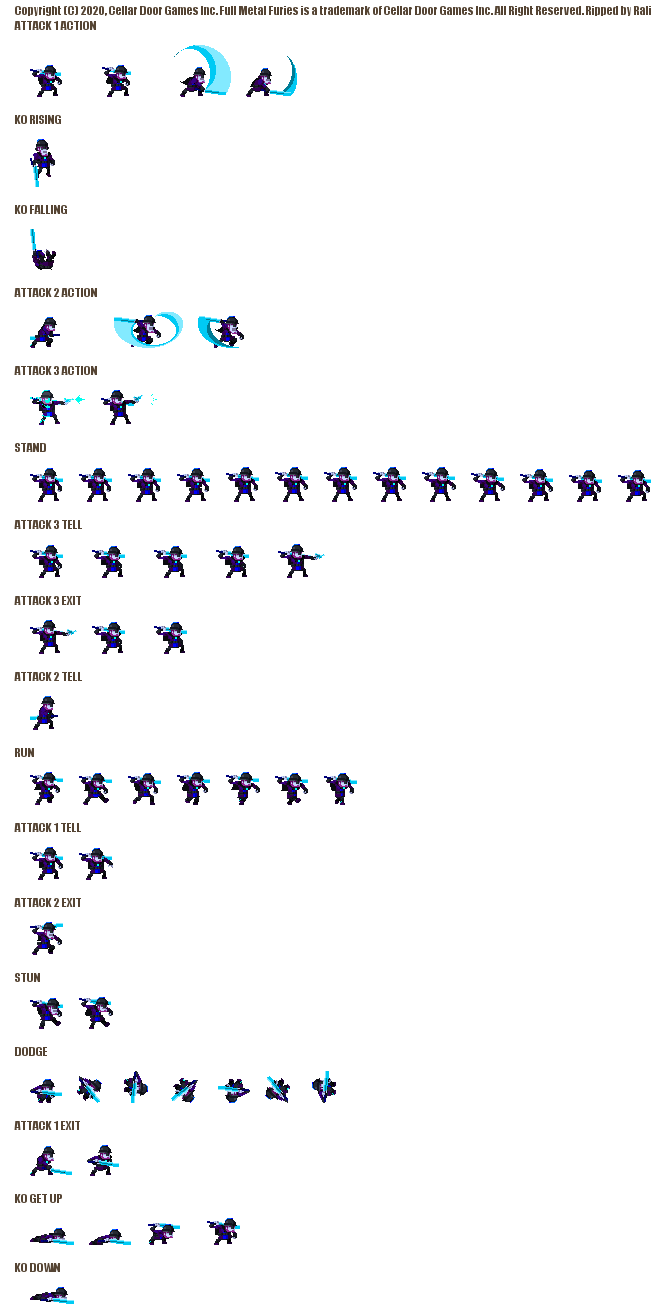 Copyright (C) 2020, Cellar Door Games Inc. Full Metal Furies is a trademark of Cellar Door Games Inc. All Right Reserved. Ripped by Rali
ATTACK 1 ACTION
KO RISING
KO FALLING
ATTACK 2 ACTION
ATTACK 3 ACTION
STAND
ATTACK 3 TELL
ATTACK 3 EXIT
ATTACK 2 TELL
RUN
ATTACK 1 TELL
ATTACK 2 EXIT
STUN
DODGE
ATTACK 1 EXIT
KO GET UP
KO DOWN